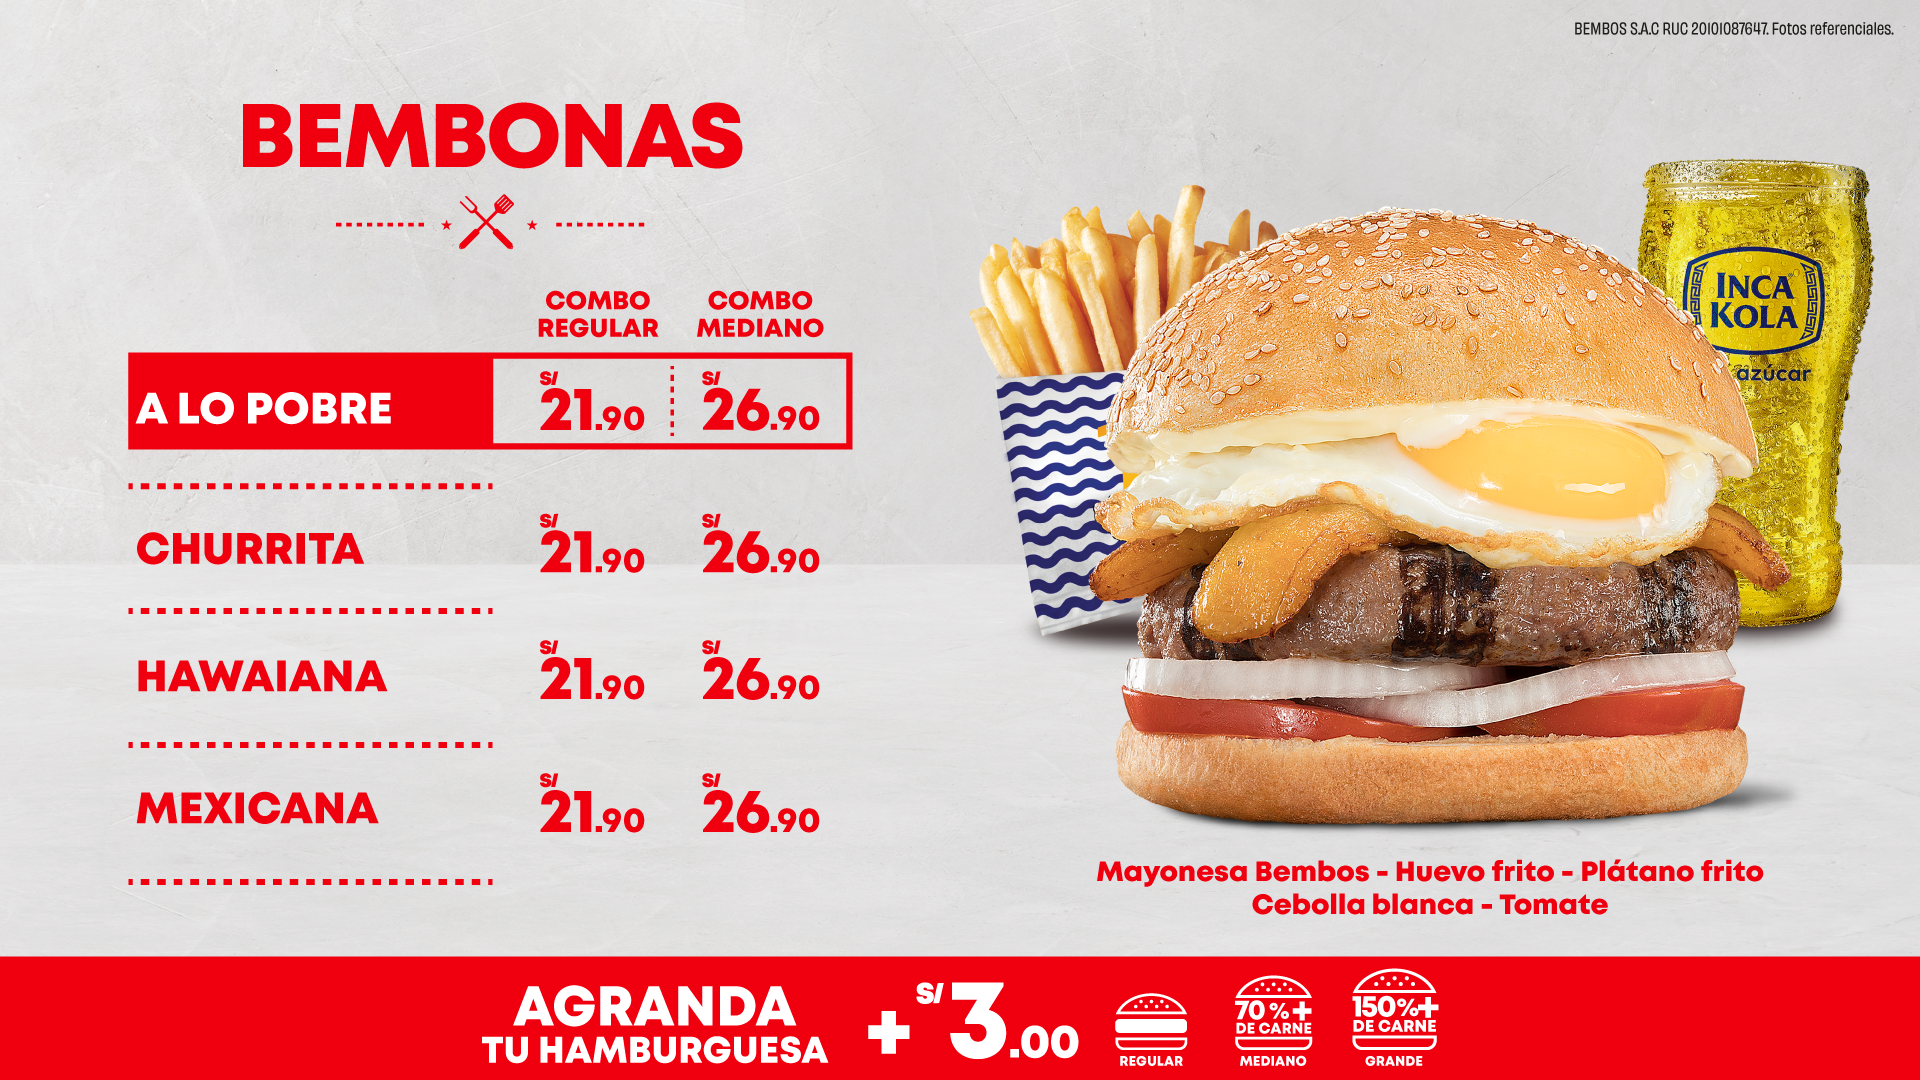 BEMBOS S.A.C RUC 20101087647. Fotos referenciales.
BEMBONAS
COMBO REGULAR
COMBO MEDIANO
A LO POBRE S/ 21.90 S/ 26.90
CHURRITA S/ 21.90 S/ 26.90
HAWAIANA S/ 21.90 S/ 26.90
MEXICANA S/ 21.90 S/ 26.90
INCA
KOLA
azúcar
Mayonesa Bembos - Huevo frito - Plátano frito
Cebolla blanca - Tomate
AGRANDA
TU HAMBURGUESA
+ S/ 3.00
REGULAR
70%+
DE CARNE
MEDIANO
150%+
DE CARNE
GRANDE